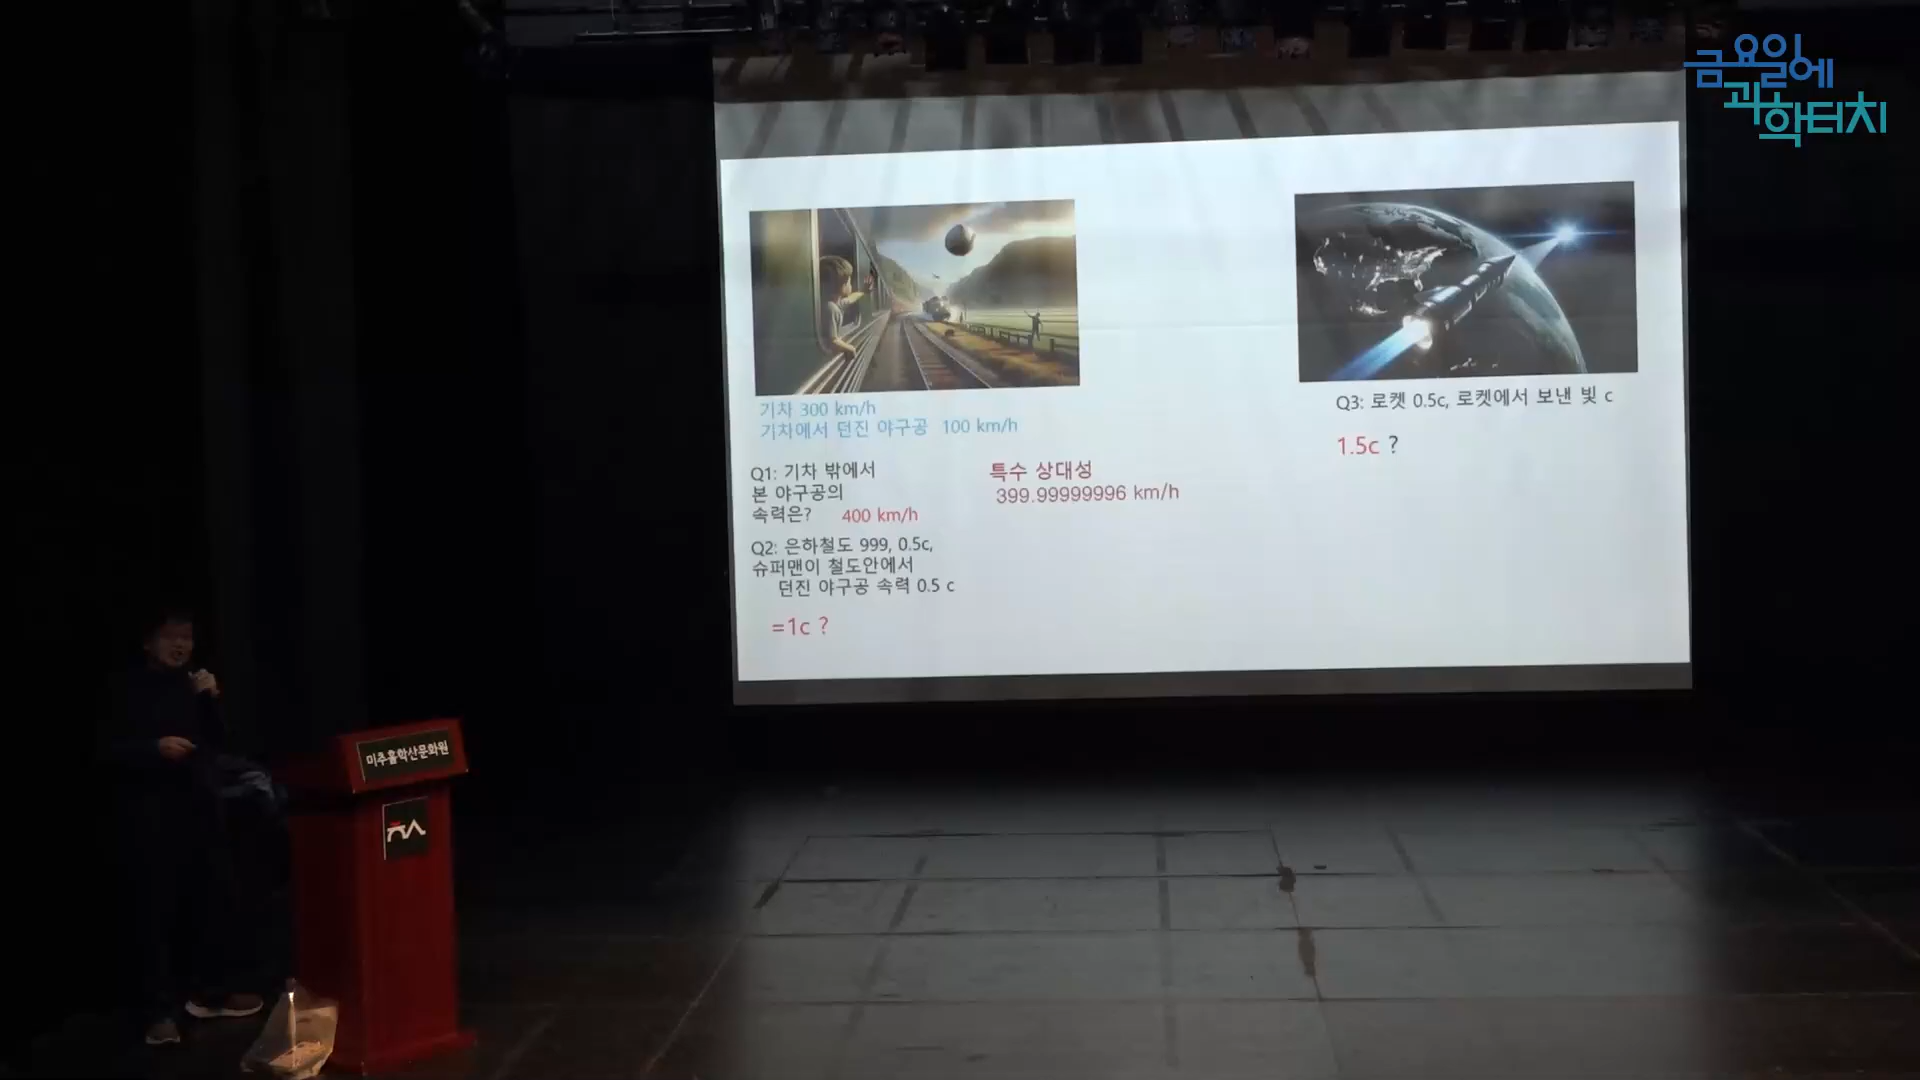 금요일에
과학터치
기차 300 km/h
기차에서 던진 야구공 100 km/h
Q1: 기차 밖에서
본 야구공의
속력은? 400 km/h
특수 상대성
399.99999996 km/h
Q2: 은하철도 999, 0.5c,
슈퍼맨이 철도안에서
던진 야구공 속력 0.5 c
=1c ?
Q3: 로켓 0.5c, 로켓에서 보낸 빛 c
1.5c ?
미추홀학산문화원